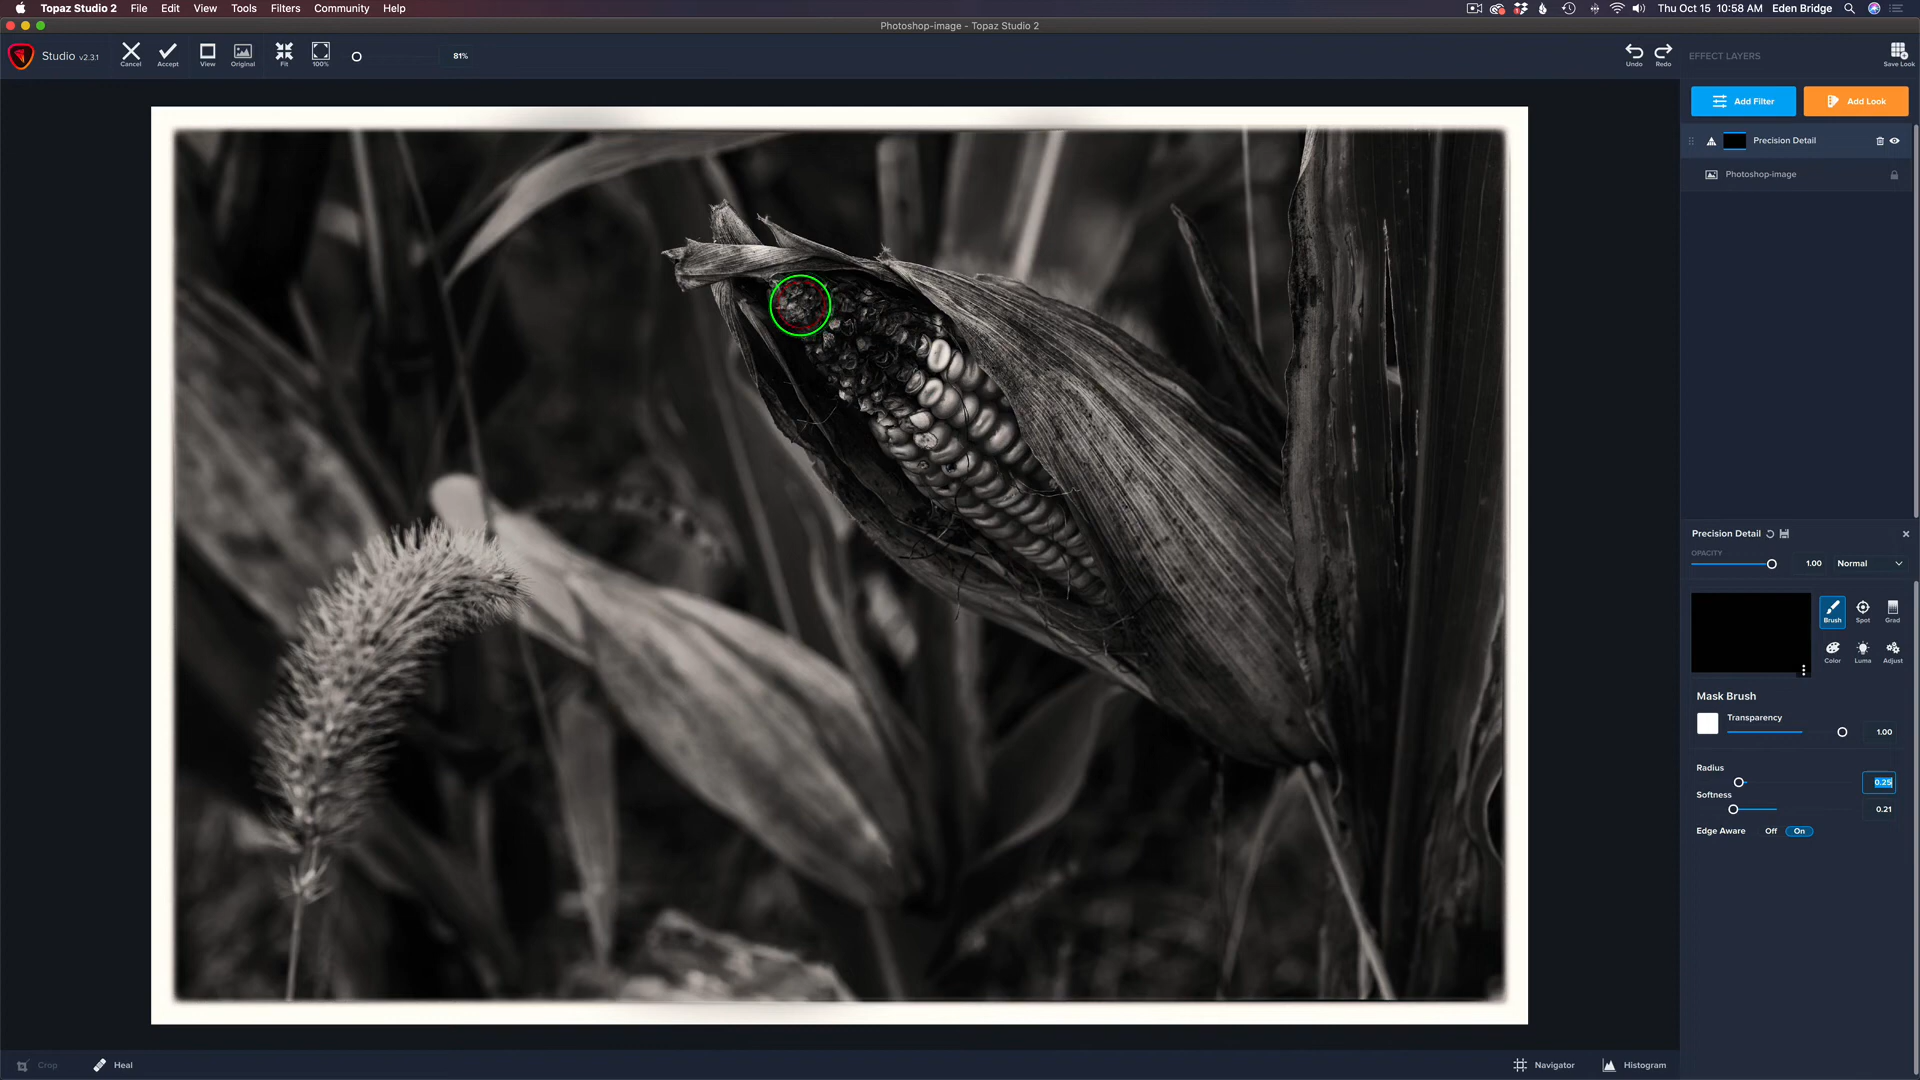 Topaz Studio 2 File Edit View Tools Filters Community Help
Thu Oct 15 10:58 AM Eden Bridge
Photoshop-image - Topaz Studio 2
Studio v2.3.1
Cancel Accept View Original Fit 100% 81%
Undo Redo
EFFECT LAYERS
Save Look
Add Filter Add Look
Precision Detail
Photoshop-image
Precision Detail
OPACITY
1.00 Normal
Brush Spot Grad
Color Luma Adjust
Mask Brush
Transparency
1.00
Radius
0.25
Softness
0.21
Edge Aware Off On
Crop Heal
Navigator Histogram